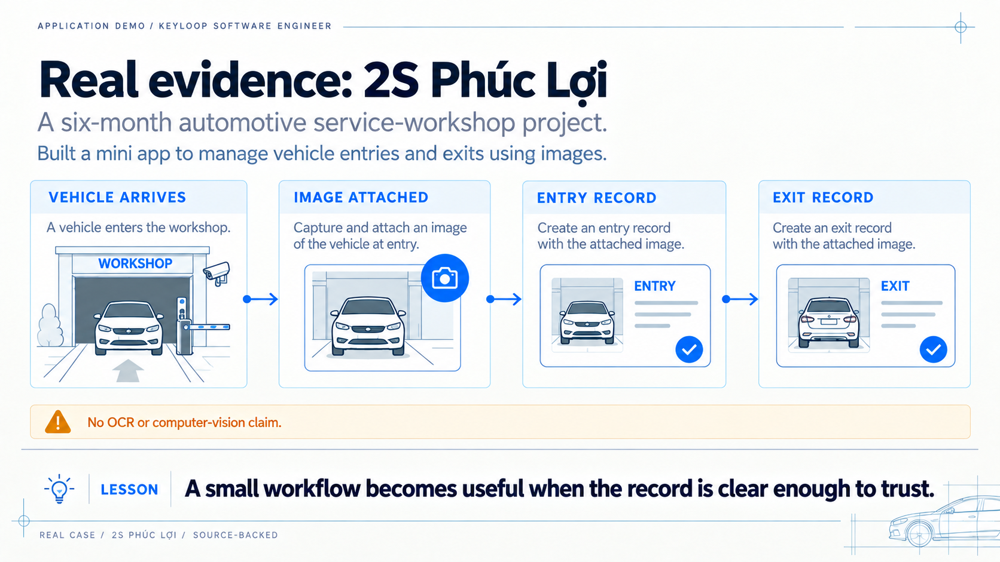 APPLICATION DEMO / KEYLOOP SOFTWARE ENGINEER
Real evidence: 2S Phúc Lợi
A six-month automotive service-workshop project.
Built a mini app to manage vehicle entries and exits using images.
VEHICLE ARRIVES
A vehicle enters the workshop.
WORKSHOP
IMAGE ATTACHED
Capture and attach an image
of the vehicle at entry.
ENTRY RECORD
Create an entry record
with the attached image.
ENTRY
EXIT RECORD
Create an exit record
with the attached image.
EXIT
No OCR or computer-vision claim.
LESSON
A small workflow becomes useful when the record is clear enough to trust.
REAL CASE / 2S PHÚC LỢI / SOURCE-BACKED